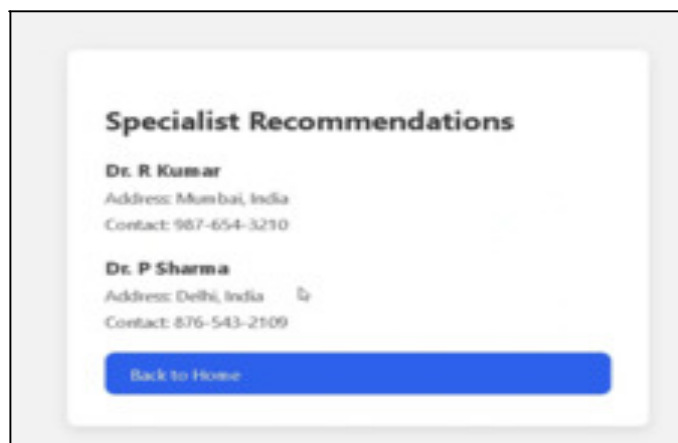 Specialist Recommendations
Dr. R Kumar
Address: Mumbai, India
Contact: 987-654-3210
Dr. P Sharma
Address: Delhi, India
Contact: 876-543-2109
Back to Home